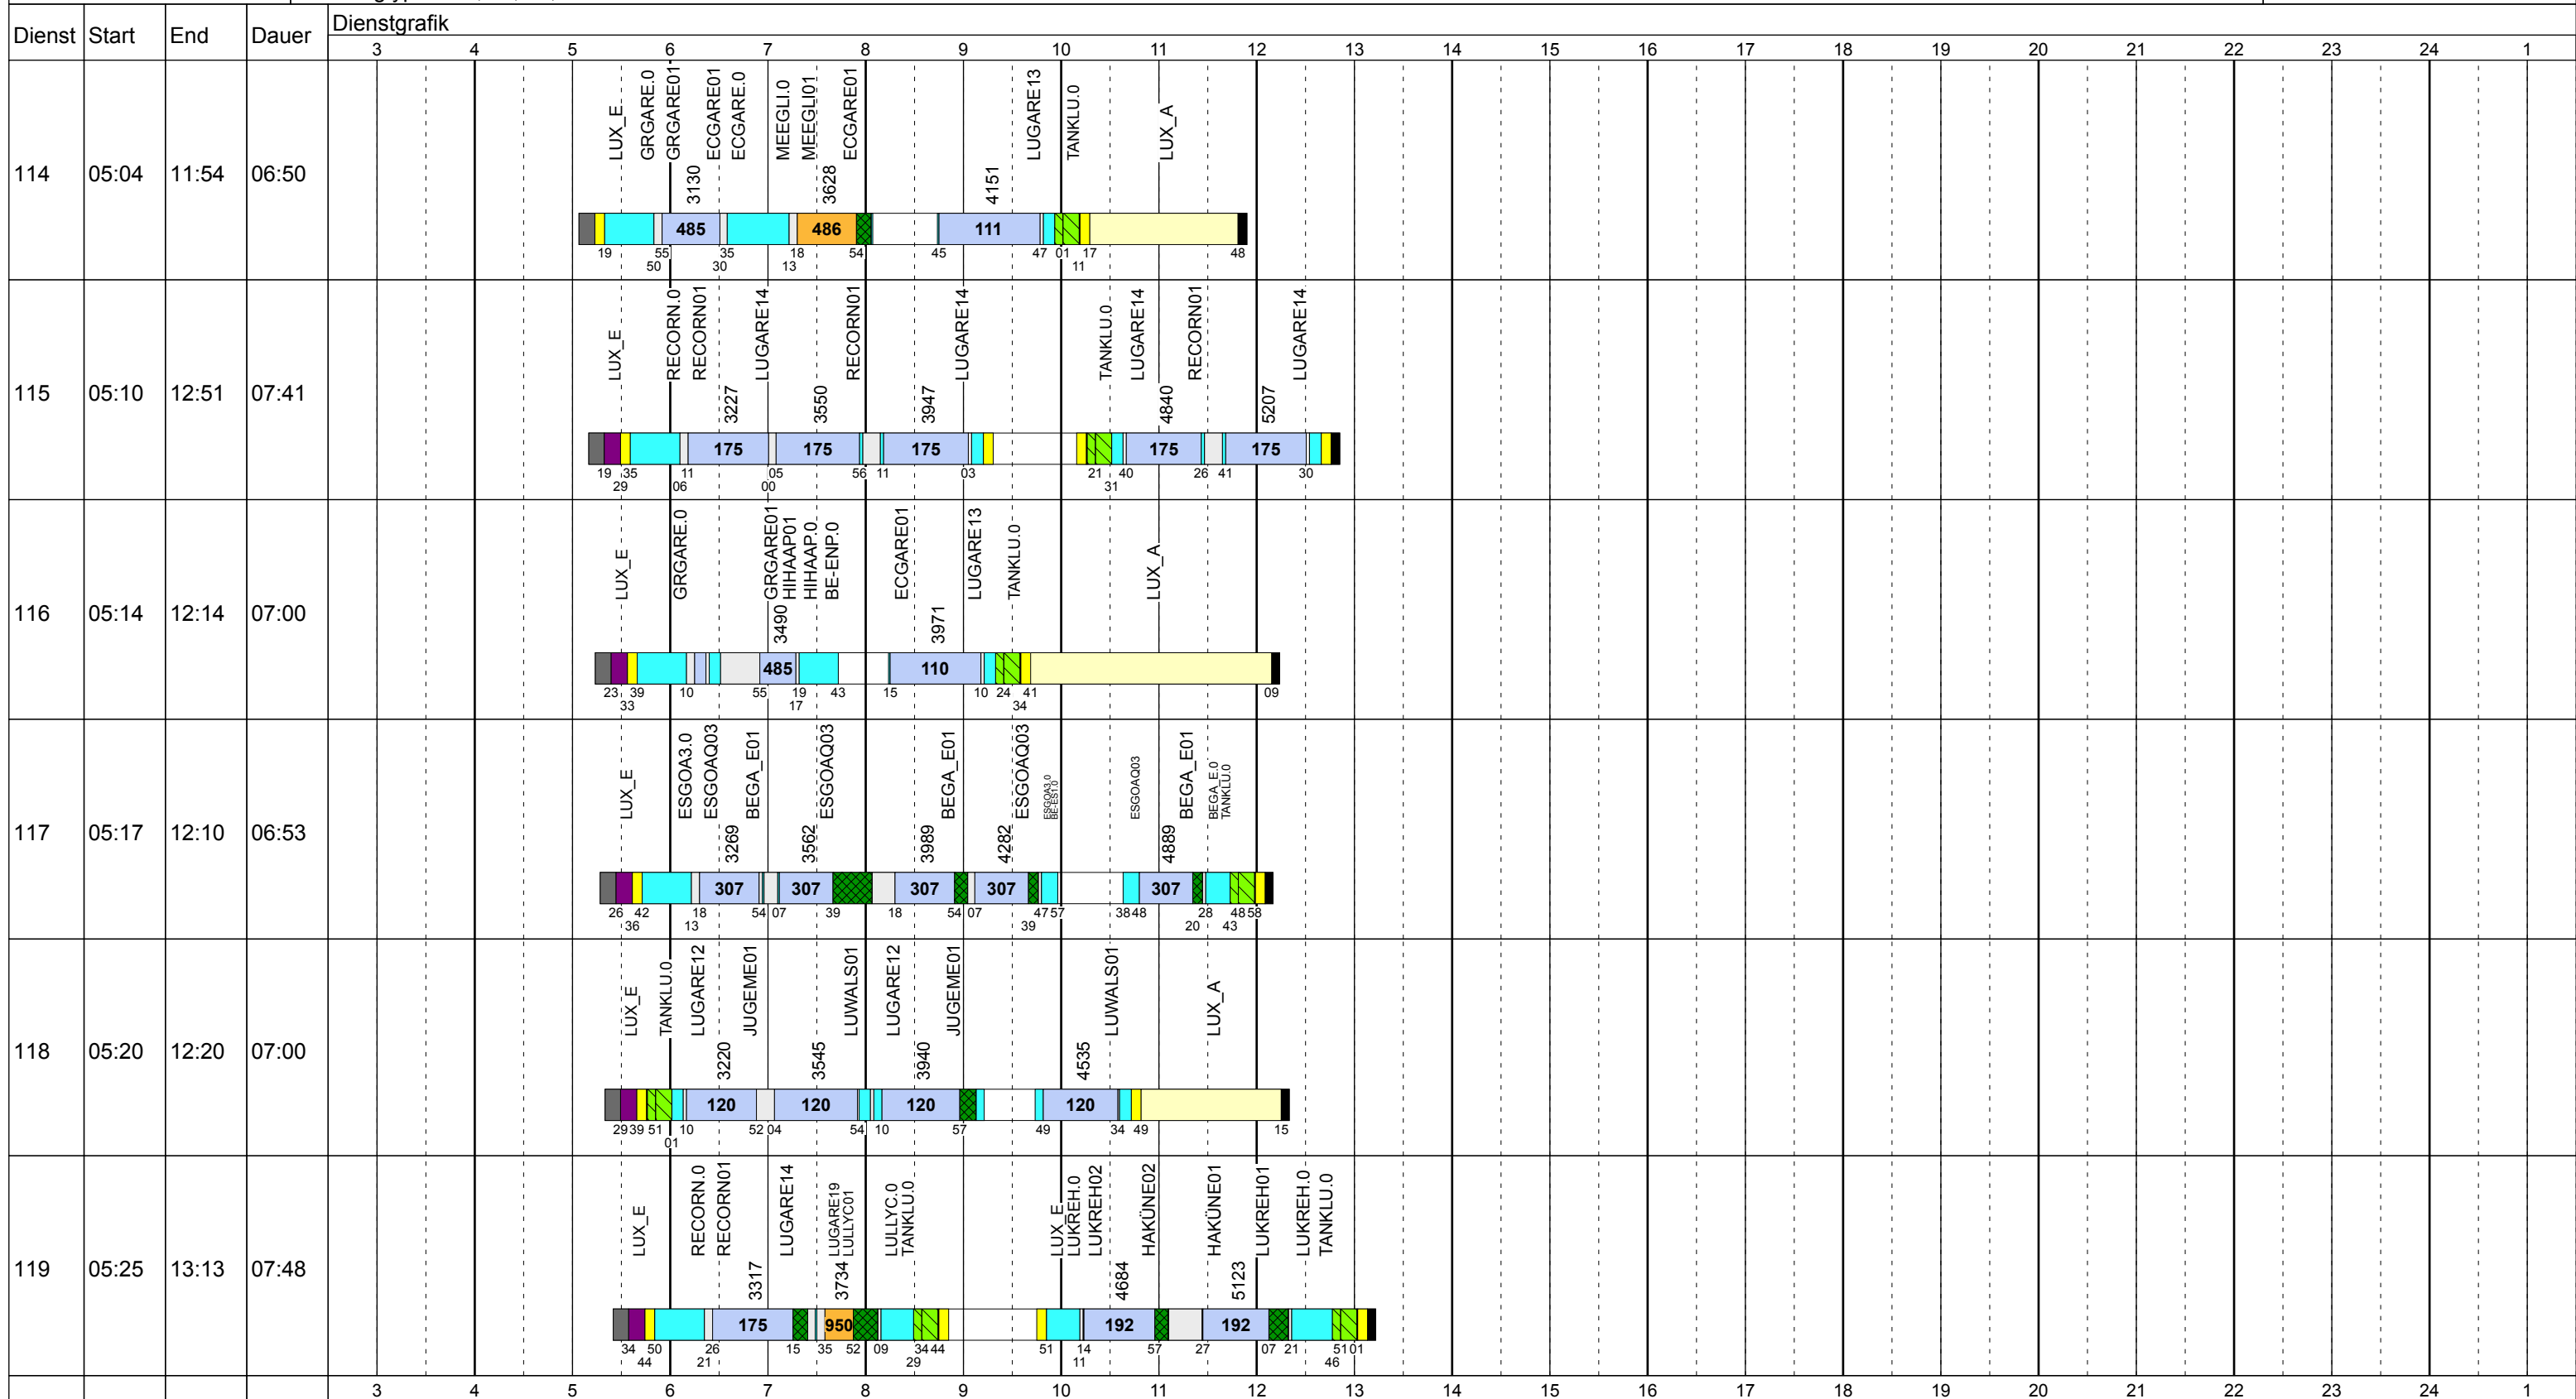 Dienst Start End Dauer Dienstgrafik
3 4 5 6 7 8 9 10 11 12 13 14 15 16 17 18 19 20 21 22 23 24 1
LUX_E GRGARE.0 GRGARE01 ECGARE01 ECGARE.0 MEEGLI.0 MEEGLI01 ECGARE01 LUGARE13 TANKLU.0 LUX_A
3130 3628 4151
114 05:04 11:54 06:50
485 486 111
19 55 35 18 54 45 47 01 17 48
50 30 13 11
LUX_E RECORN.0 RECORN01 LUGARE14 RECORN01 LUGARE14 TANKLU.0 LUGARE14 RECORN01 LUGARE14
3227 3550 3947 4840 5207
115 05:10 12:51 07:41
175 175 175 175 175
19 35 11 05 56 11 03 21 40 26 41 30
29 06 00 31
LUX_E GRGARE.0 GRGARE01 HIHAAP01 HIHAAP.0 BE-ENP.0 ECGARE01 LUGARE13 TANKLU.0 LUX_A
3490 3971
116 05:14 12:14 07:00
485 110
23 39 10 55 19 43 15 10 24 41 09
33 17 34
LUX_E ESGOA3.0 ESGOAQ03 BEGA_E01 ESGOAQ03 BEGA_E01 ESGOAQ03 ESGOA3.0 BE-ES1.0 ESGOAQ03 BEGA_E01 BEGA_E.0 TANKLU.0
3269 3562 3989 4282 4889
117 05:17 12:10 06:53
307 307 307 307 307
26 42 18 54 07 39 18 54 07 47 57 38 48 28 48 58
36 13 39 20 43
LUX_E TANKLU.0 LUGARE12 JUGEME01 LUWALS01 LUGARE12 JUGEME01 LUWALS01 LUX_A
3220 3545 3940 4535
118 05:20 12:20 07:00
120 120 120 120
29 39 51 10 52 04 54 10 57 49 34 49 15
01
LUX_E RECORN.0 RECORN01 LUGARE14 LUGARE19 LULLYC01 LULLYC.0 TANKLU.0 LUX_E LUKREH.0 LUKREH02 HAKÜNE02 HAKÜNE01 LUKREH01 LUKREH.0 TANKLU.0
3317 3734 4684 5123
119 05:25 13:13 07:48
175 950 192 192
34 50 26 15 35 52 09 34 44 51 14 57 27 07 21 51 01
44 21 29 11 46
3 4 5 6 7 8 9 10 11 12 13 14 15 16 17 18 19 20 21 22 23 24 1